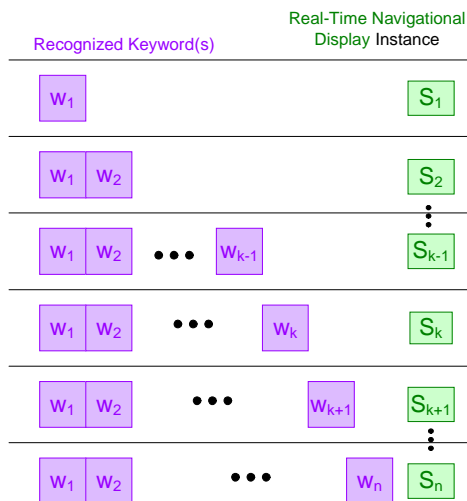 Real-Time Navigational
Recognized Keyword(s) Display Instance
w1 S1
w1 w2 S2
w1 w2 ••• wk-1 Sk-1
w1 w2 ••• wk Sk
w1 w2 ••• wk+1 Sk+1
w1 w2 ••• wn Sn